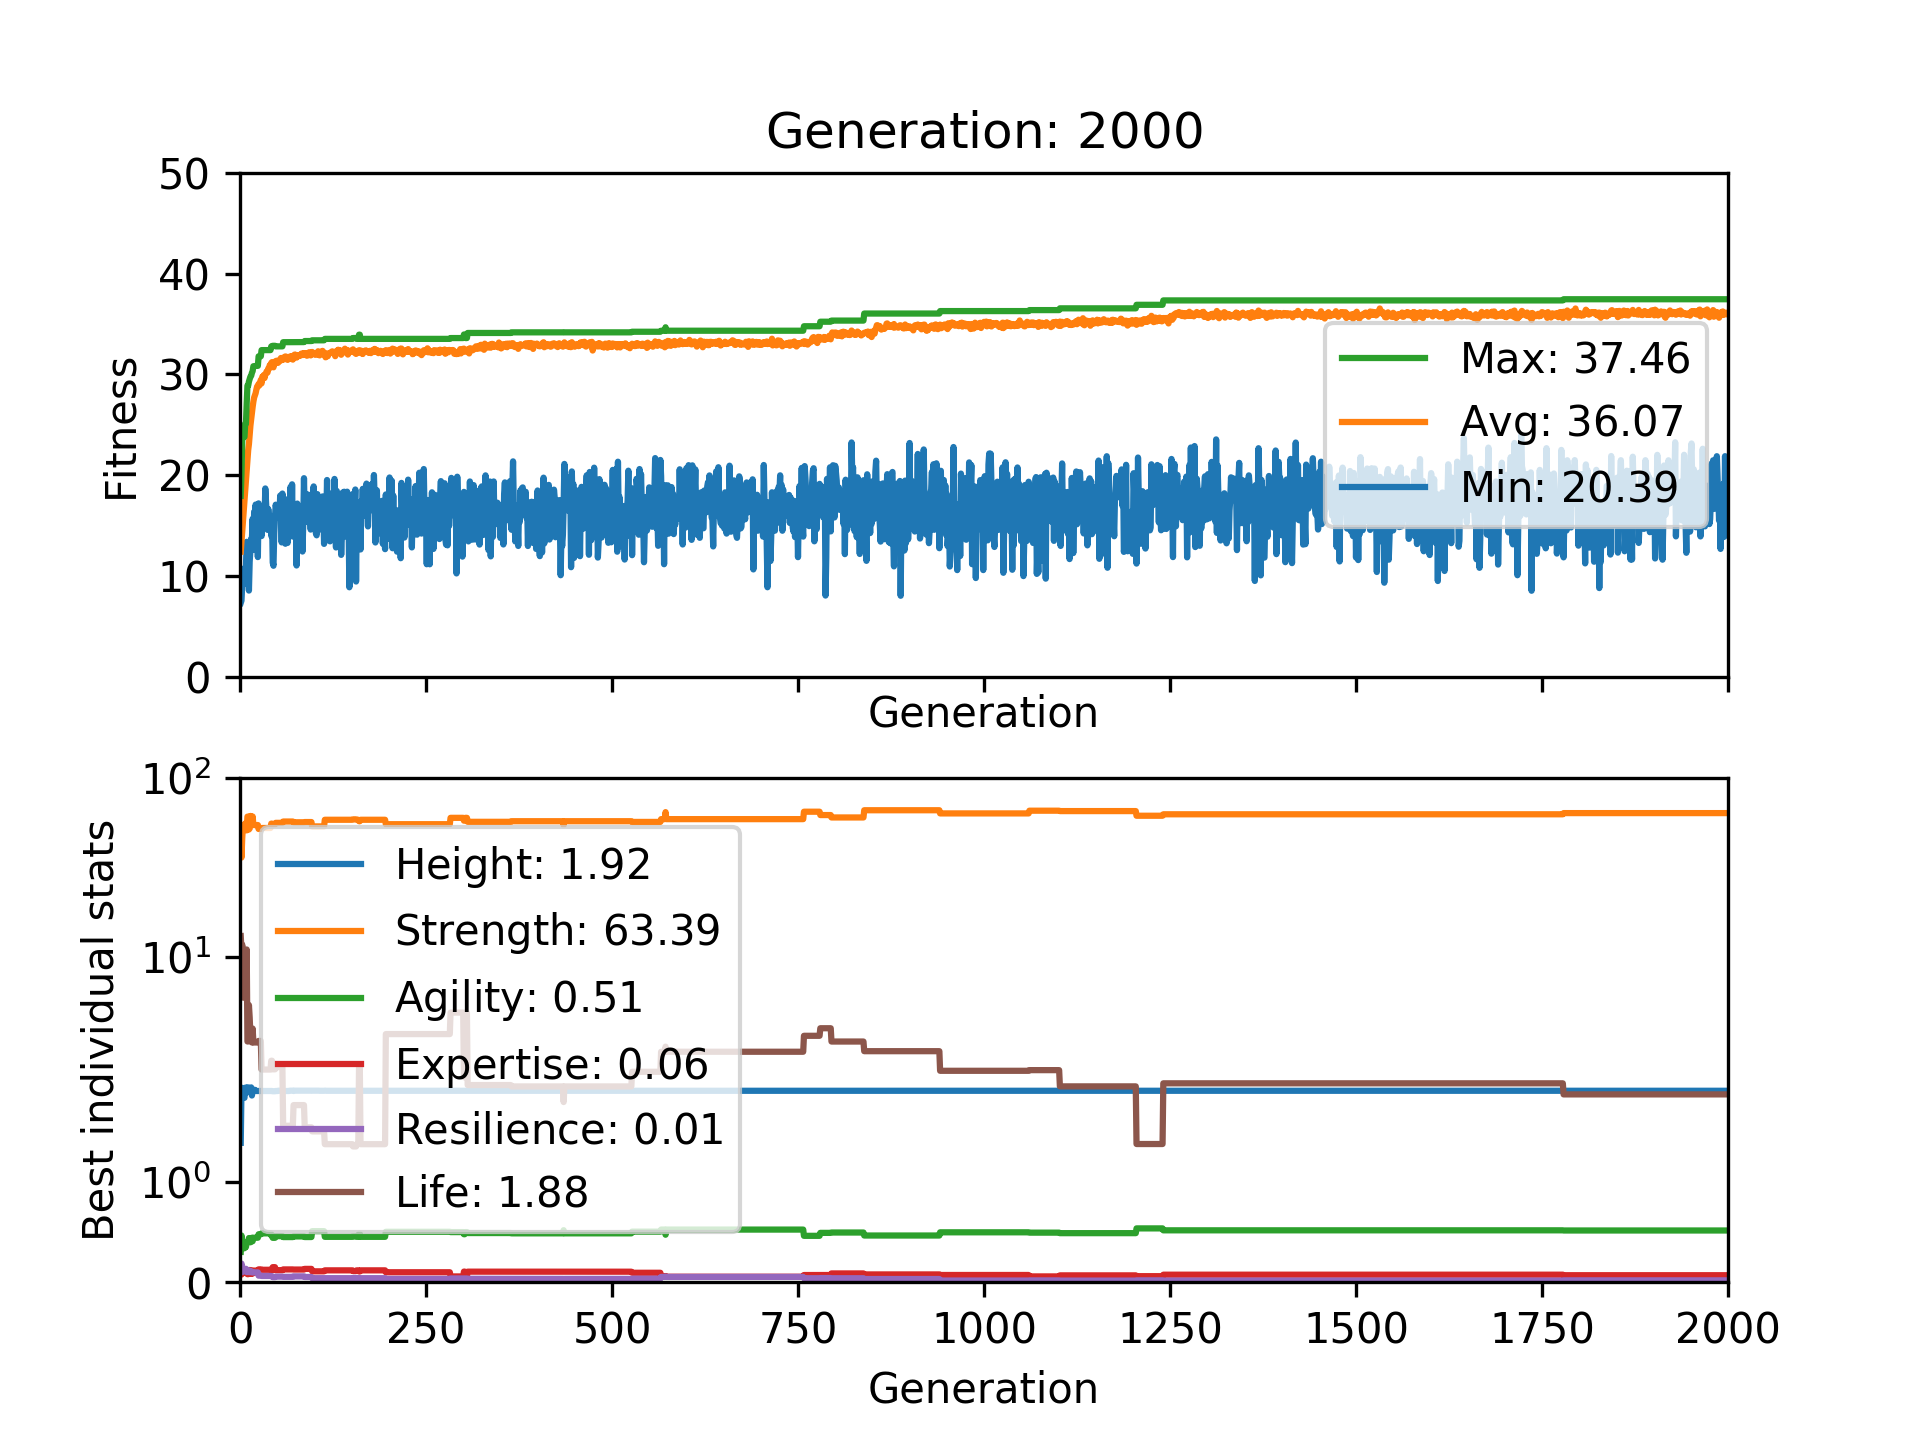 Generation: 2000
50
40
30
20
10
0
Fitness
Max: 37.46
Avg: 36.07
Min: 20.39
Generation
10²
10¹
10⁰
0
Best individual stats
Height: 1.92
Strength: 63.39
Agility: 0.51
Expertise: 0.06
Resilience: 0.01
Life: 1.88
0 250 500 750 1000 1250 1500 1750 2000
Generation